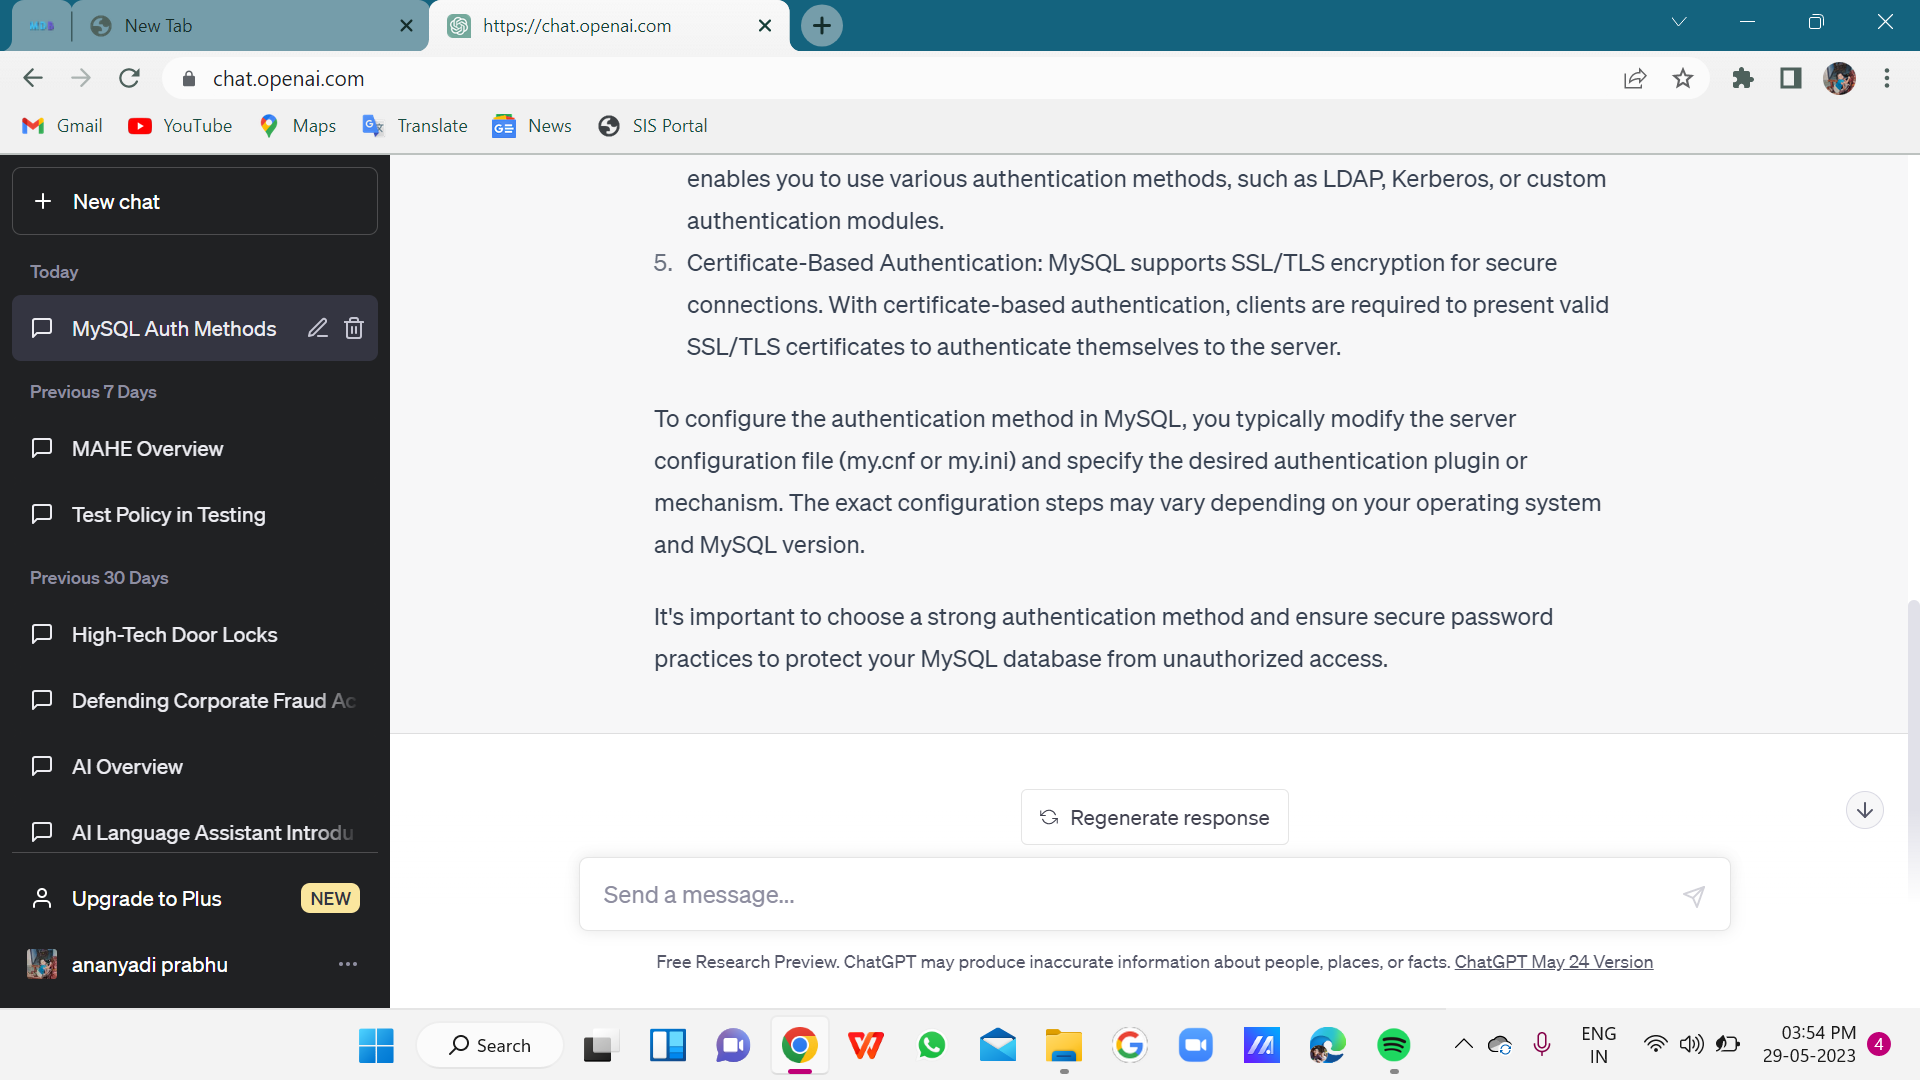 New Tab
https://chat.openai.com
chat.openai.com
Gmail
YouTube
Maps
Translate
News
SIS Portal
New chat
Today
MySQL Auth Methods
Previous 7 Days
MAHE Overview
Test Policy in Testing
Previous 30 Days
High-Tech Door Locks
Defending Corporate Fraud Ac
AI Overview
AI Language Assistant Introdu
Upgrade to Plus
NEW
ananyadi prabhu
enables you to use various authentication methods, such as LDAP, Kerberos, or custom
authentication modules.
5. Certificate-Based Authentication: MySQL supports SSL/TLS encryption for secure
connections. With certificate-based authentication, clients are required to present valid
SSL/TLS certificates to authenticate themselves to the server.
To configure the authentication method in MySQL, you typically modify the server
configuration file (my.cnf or my.ini) and specify the desired authentication plugin or
mechanism. The exact configuration steps may vary depending on your operating system
and MySQL version.
It's important to choose a strong authentication method and ensure secure password
practices to protect your MySQL database from unauthorized access.
Regenerate response
Send a message...
Free Research Preview. ChatGPT may produce inaccurate information about people, places, or facts. ChatGPT May 24 Version
Search
ENG
IN
03:54 PM
29-05-2023
4